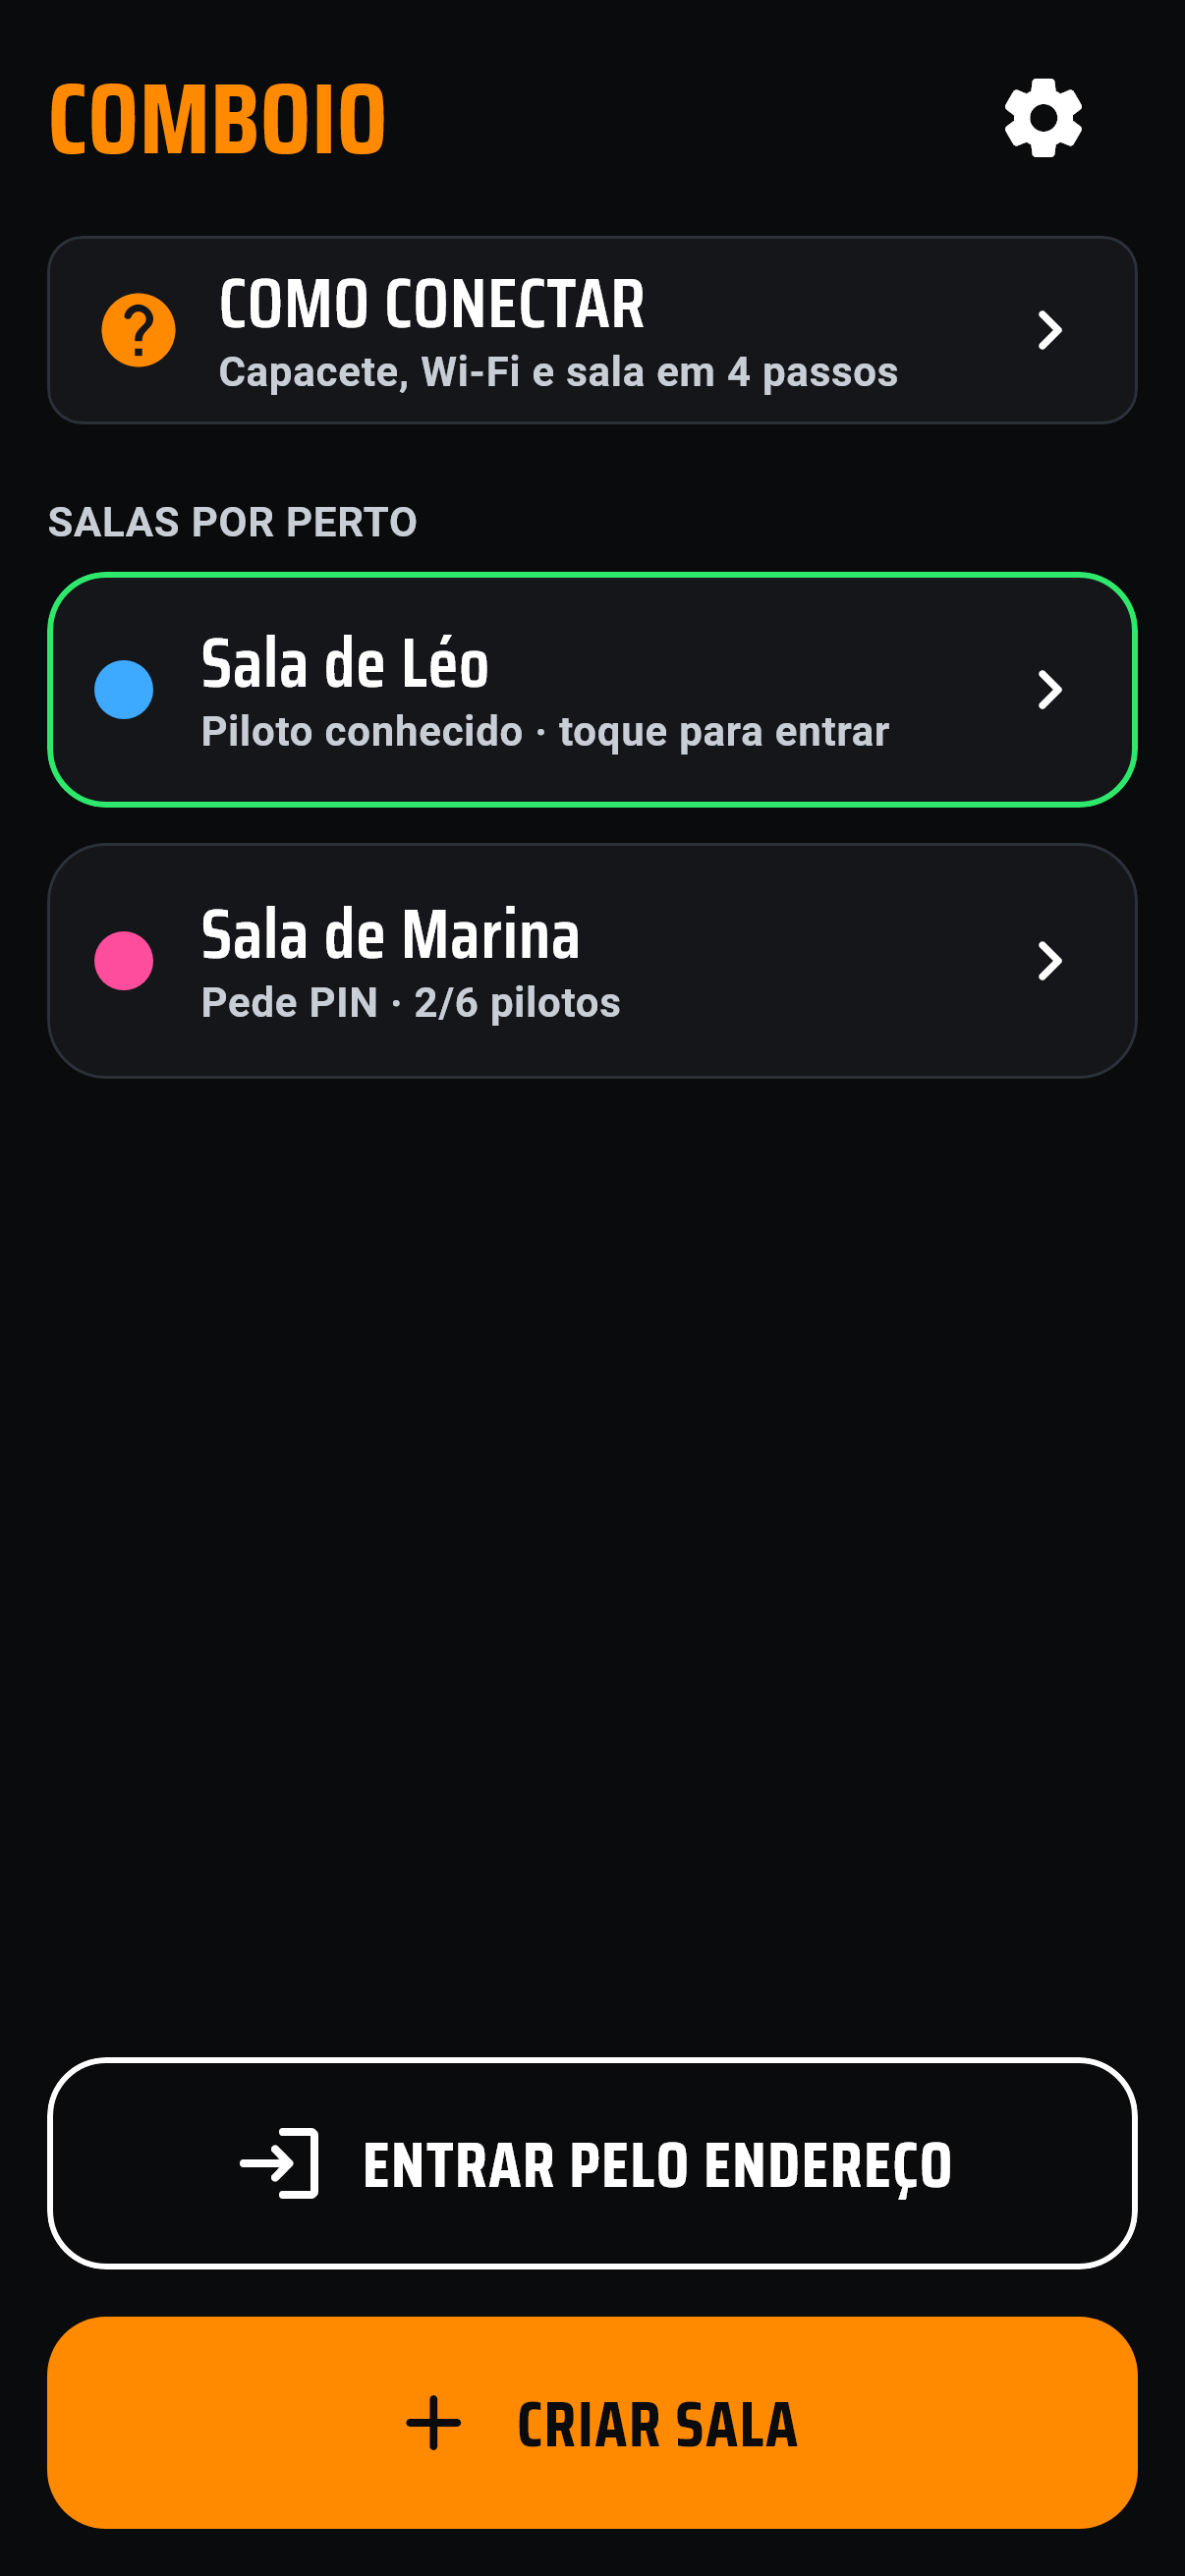 COMBOIO
COMO CONECTAR
Capacete, Wi-Fi e sala em 4 passos
SALAS POR PERTO
Sala de Léo
Piloto conhecido · toque para entrar
Sala de Marina
Pede PIN · 2/6 pilotos
ENTRAR PELO ENDEREÇO
CRIAR SALA